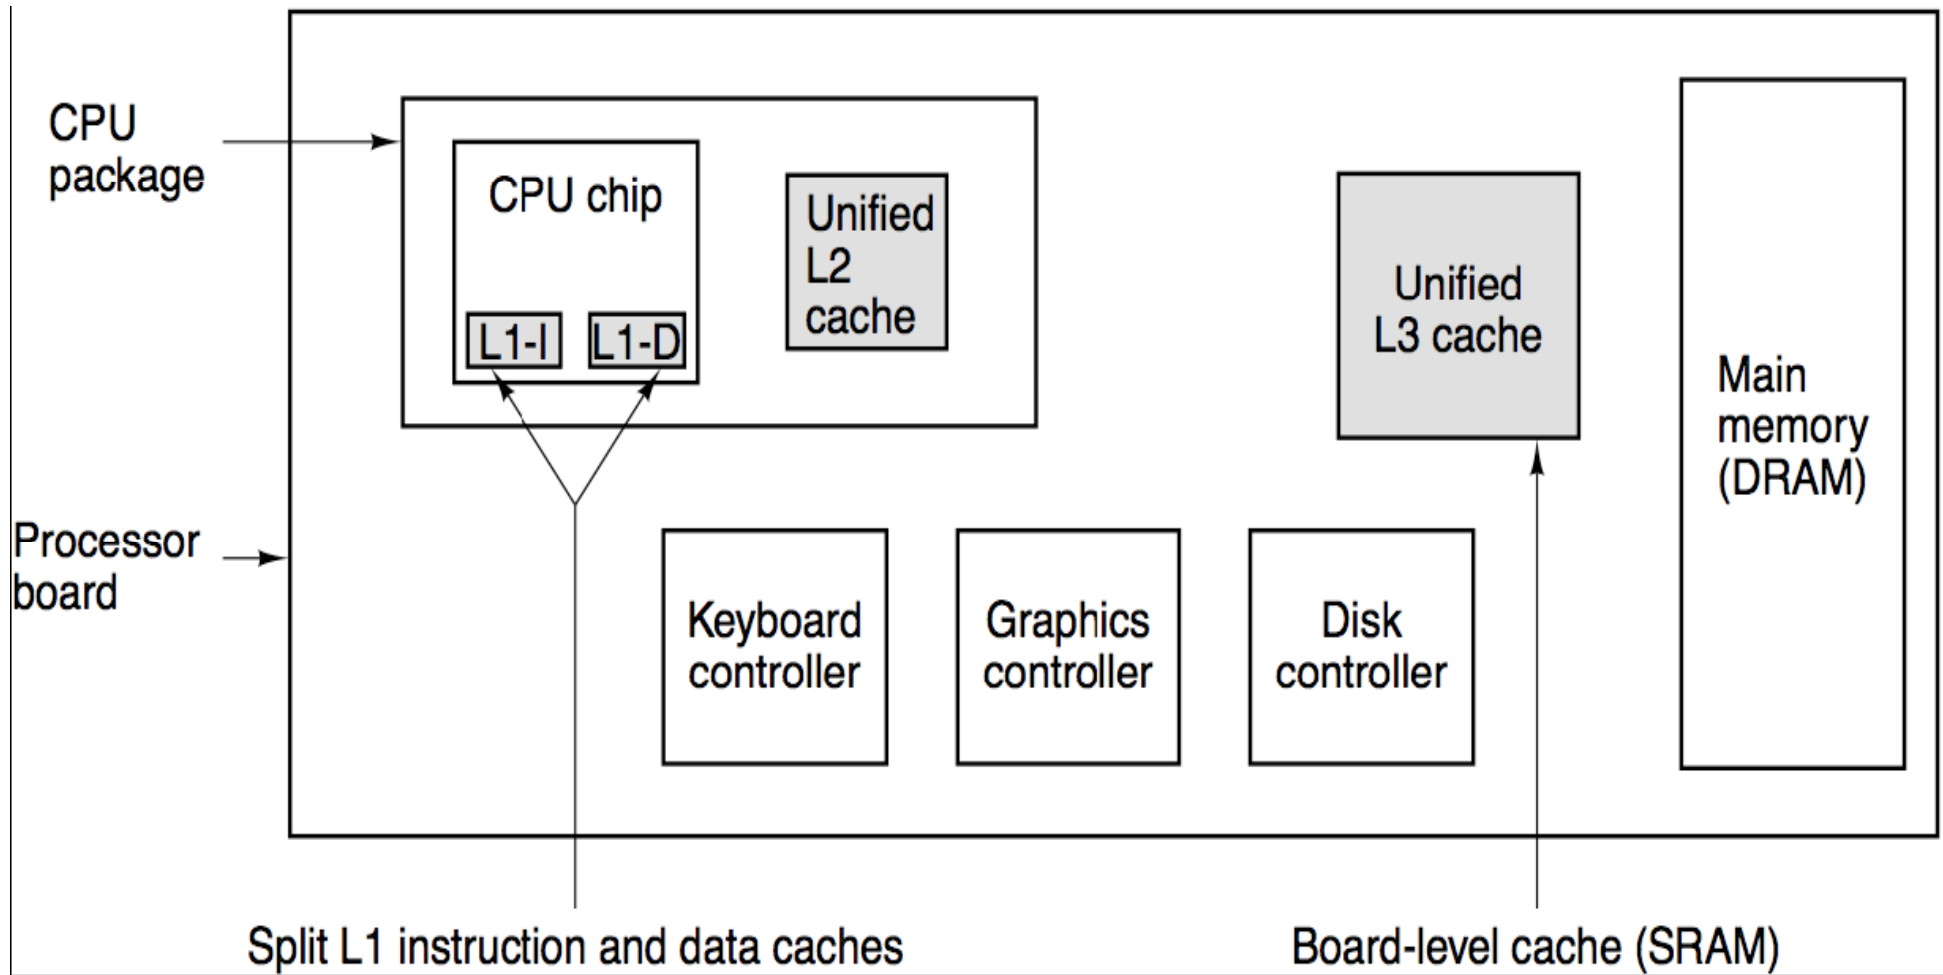 CPU
package
CPU chip
L1-I
L1-D
Unified
L2
cache
Unified
L3 cache
Main
memory
(DRAM)
Processor
board
Keyboard
controller
Graphics
controller
Disk
controller
Split L1 instruction and data caches
Board-level cache (SRAM)